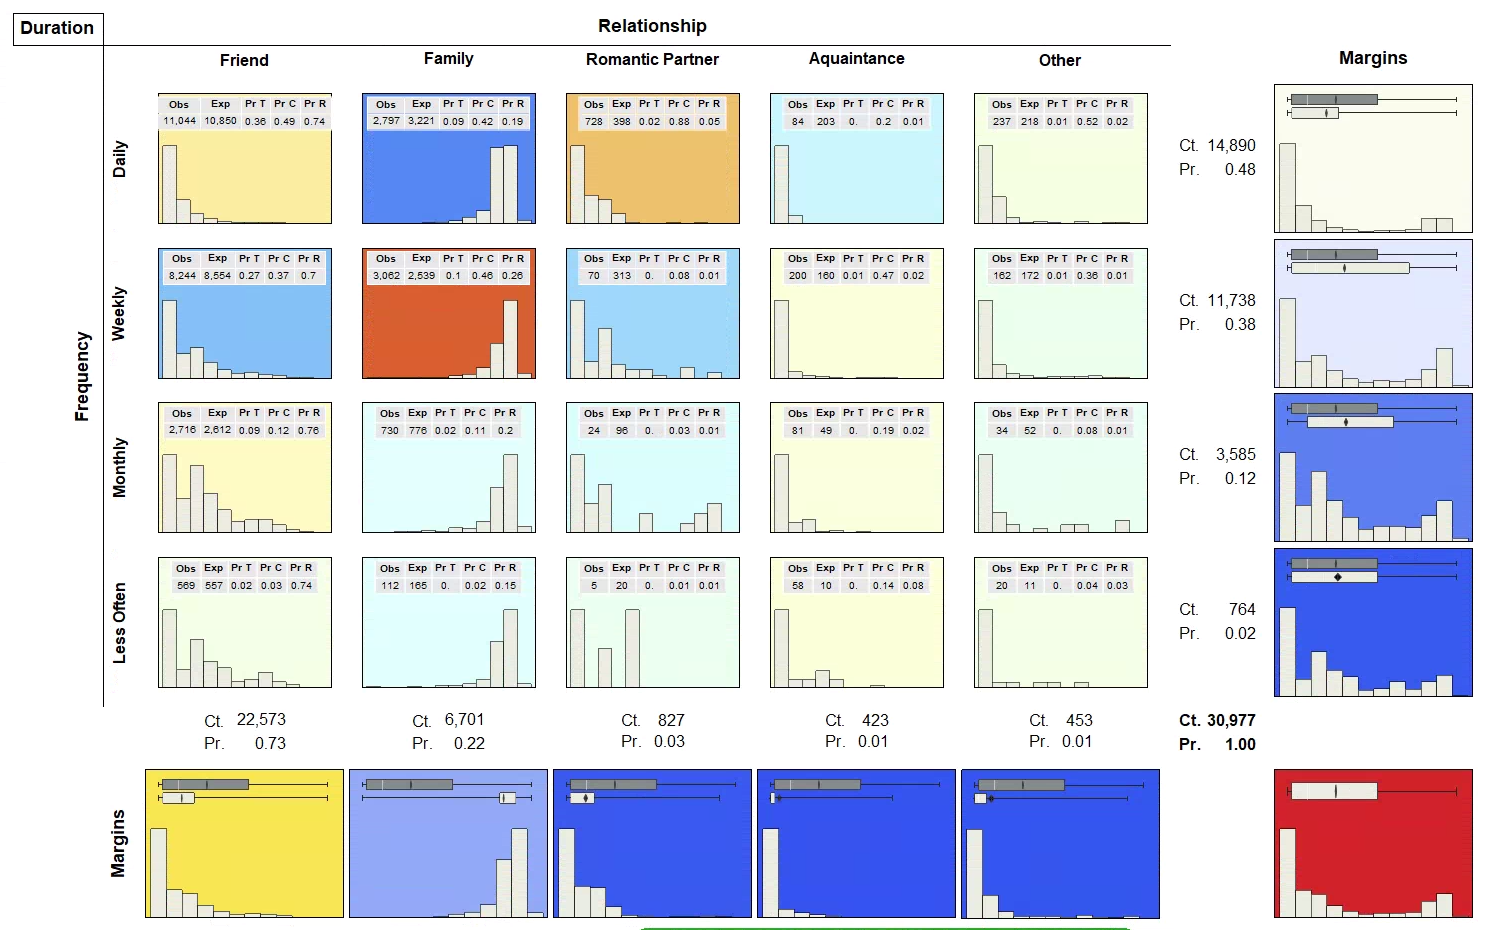 Duration
Relationship
Friend Family Romantic Partner Aquaintance Other Margins
Frequency
Daily
Obs Exp Pr T Pr C Pr R
11,044 10,850 0.36 0.49 0.74
Obs Exp Pr T Pr C Pr R
2,797 3,221 0.09 0.42 0.19
Obs Exp Pr T Pr C Pr R
728 398 0.02 0.88 0.05
Obs Exp Pr T Pr C Pr R
84 203 0. 0.2 0.01
Obs Exp Pr T Pr C Pr R
237 218 0.01 0.52 0.02
Ct. 14,890
Pr. 0.48
Weekly
Obs Exp Pr T Pr C Pr R
8,244 8,554 0.27 0.37 0.7
Obs Exp Pr T Pr C Pr R
3,062 2,539 0.1 0.46 0.26
Obs Exp Pr T Pr C Pr R
70 313 0. 0.08 0.01
Obs Exp Pr T Pr C Pr R
200 160 0.01 0.47 0.02
Obs Exp Pr T Pr C Pr R
162 172 0.01 0.36 0.01
Ct. 11,738
Pr. 0.38
Monthly
Obs Exp Pr T Pr C Pr R
2,716 2,612 0.09 0.12 0.76
Obs Exp Pr T Pr C Pr R
730 776 0.02 0.11 0.2
Obs Exp Pr T Pr C Pr R
24 96 0. 0.03 0.01
Obs Exp Pr T Pr C Pr R
81 49 0. 0.19 0.02
Obs Exp Pr T Pr C Pr R
34 52 0. 0.08 0.01
Ct. 3,585
Pr. 0.12
Less Often
Obs Exp Pr T Pr C Pr R
569 557 0.02 0.03 0.74
Obs Exp Pr T Pr C Pr R
112 165 0. 0.02 0.15
Obs Exp Pr T Pr C Pr R
5 20 0. 0.01 0.01
Obs Exp Pr T Pr C Pr R
58 10 0. 0.14 0.08
Obs Exp Pr T Pr C Pr R
20 11 0. 0.04 0.03
Ct. 764
Pr. 0.02
Ct. 22,573
Pr. 0.73
Ct. 6,701
Pr. 0.22
Ct. 827
Pr. 0.03
Ct. 423
Pr. 0.01
Ct. 453
Pr. 0.01
Ct. 30,977
Pr. 1.00
Margins